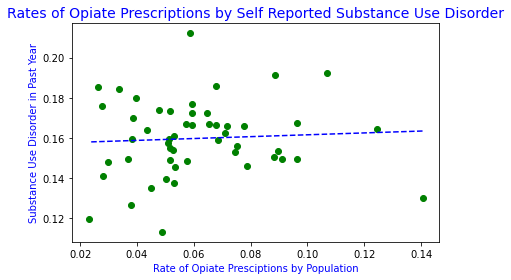 Rates of Opiate Prescriptions by Self Reported Substance Use Disorder
Substance Use Disorder in Past Year
0.20
0.18
0.16
0.14
0.12
0.02 0.04 0.06 0.08 0.10 0.12 0.14
Rate of Opiate Presciptions by Population